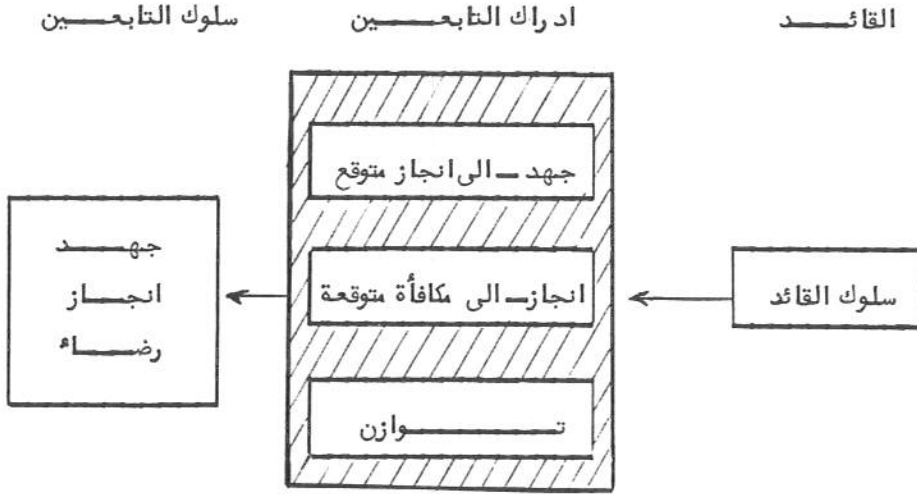 القائد
ادراك التابعين
سلوك التابعين
سلوك القائد
جهد - الى انجاز متوقع
انجاز - الى مكافأة متوقعة
توازن
جهد
انجاز
رضاء